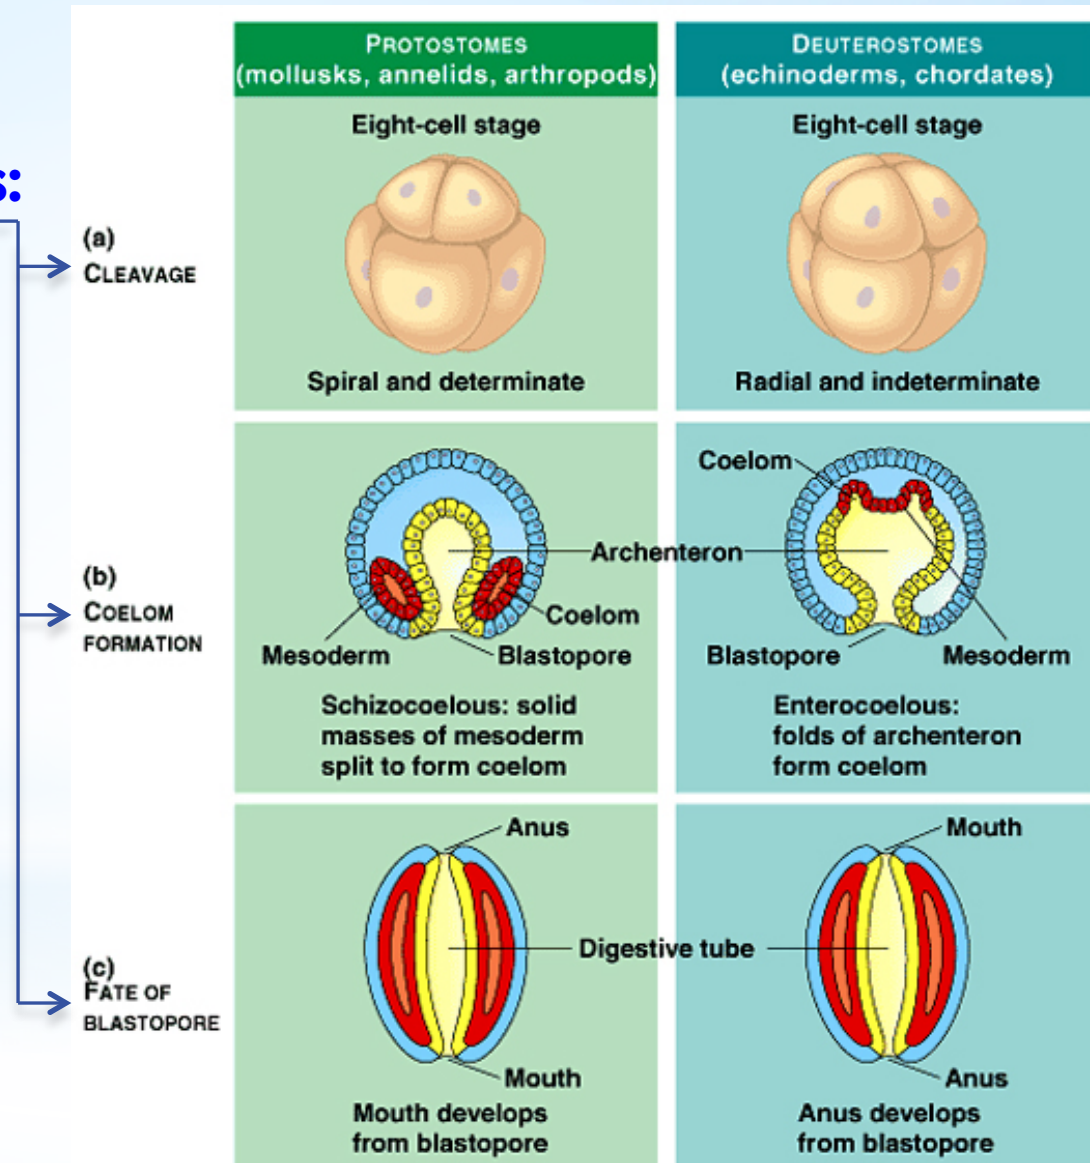 s:
PROTOSTOMES
(mollusks, annelids, arthropods)
DEUTEROSTOMES
(echinoderms, chordates)
(a)
CLEAVAGE
Eight-cell stage
Spiral and determinate
Eight-cell stage
Radial and indeterminate
(b)
COELOM
FORMATION
Archenteron
Coelom
Mesoderm
Blastopore
Schizocoelous: solid
masses of mesoderm
split to form coelom
Coelom
Blastopore
Mesoderm
Enterocoelous:
folds of archenteron
form coelom
(c)
FATE OF
BLASTOPORE
Anus
Digestive tube
Mouth
Mouth develops
from blastopore
Mouth
Anus
Anus develops
from blastopore